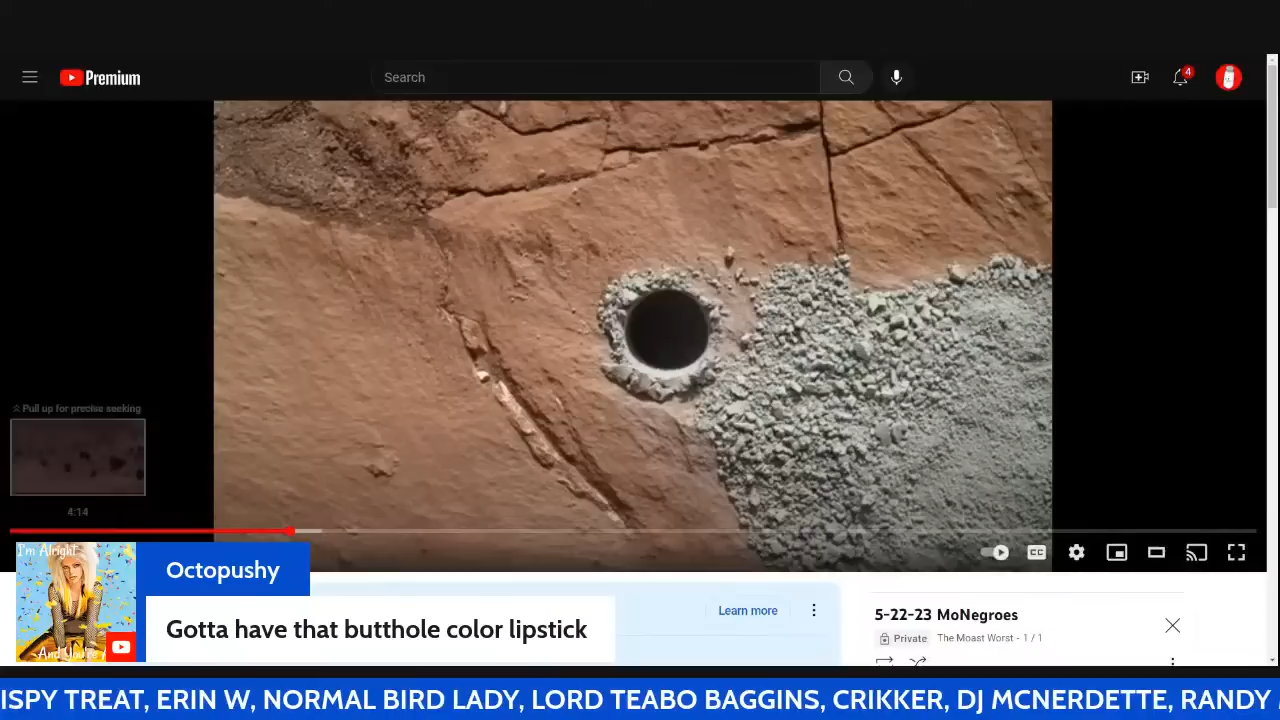 Premium
Search
4
Pull up for precise seeking
4:14
CC
I'm Alright
Octopushy
Gotta have that butthole color lipstick
Learn more
5-22-23 MoNegroes
Private
The Moast Worst - 1 / 1
ISPY TREAT, ERIN W, NORMAL BIRD LADY, LORD TEABO BAGGINS, CRIKKER, DJ MCNERDETTE, RANDY